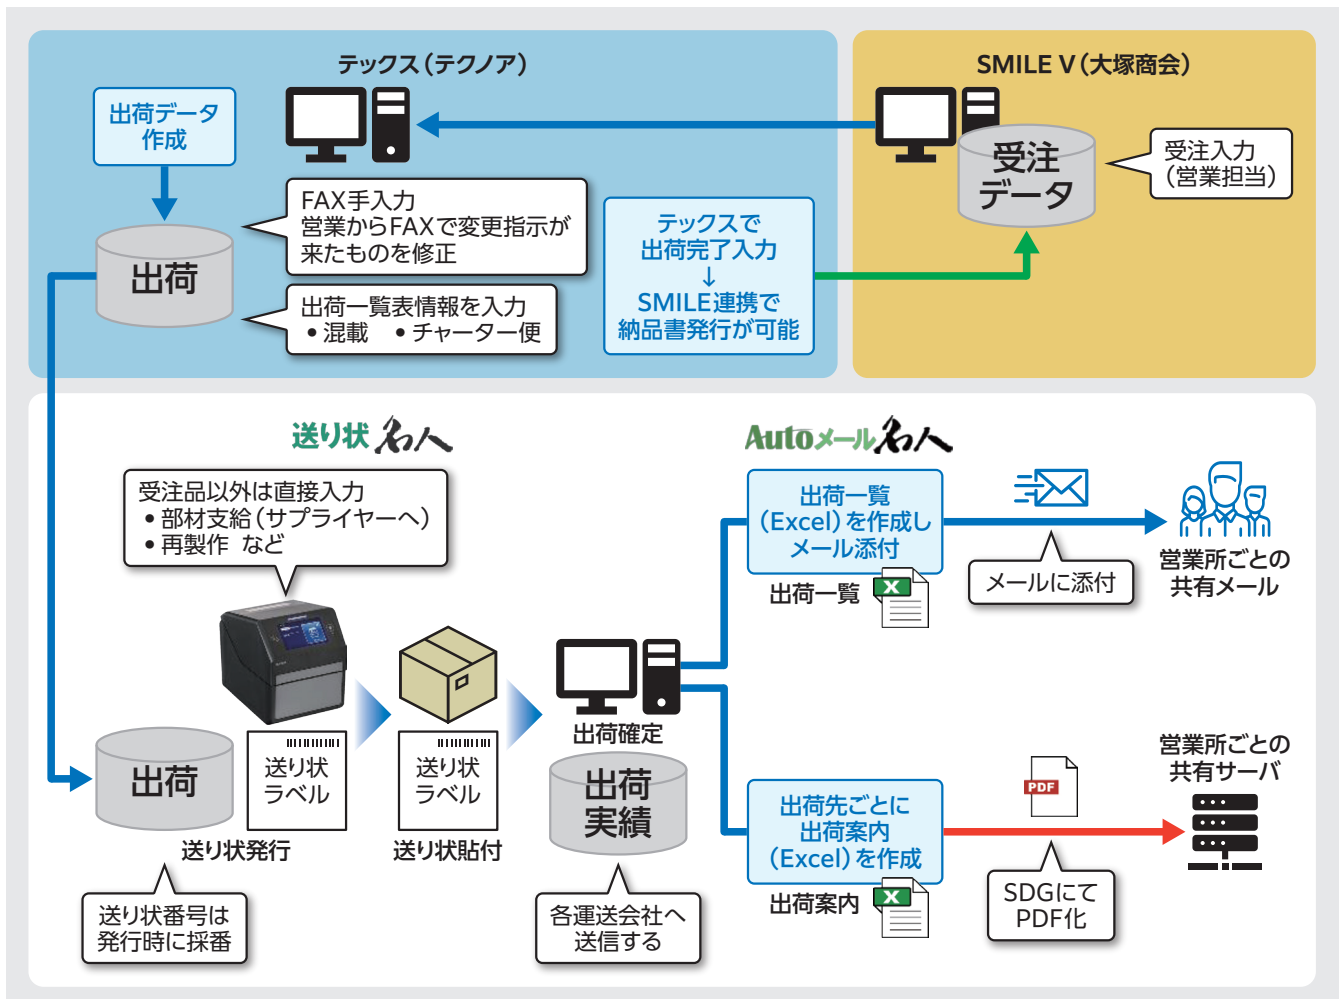 テックス（テクノア）
出荷データ
作成
FAX手入力
営業からFAXで変更指示が
来たものを修正
出荷
出荷一覧表情報を入力
• 混載　• チャーター便
テックスで
出荷完了入力
↓
SMILE連携で
納品書発行が可能
SMILE V（大塚商会）
受注
データ
受注入力
（営業担当）
送り状名人
受注品以外は直接入力
• 部材支給（サプライヤーへ）
• 再製作 など
出荷
送り状
ラベル
送り状発行
送り状番号は
発行時に採番
送り状
ラベル
送り状貼付
出荷確定
出荷
実績
各運送会社へ
送信する
Autoメール名人
出荷一覧
（Excel）を作成し
メール添付
出荷一覧
X
メールに添付
営業所ごとの
共有メール
出荷先ごとに
出荷案内
（Excel）を作成
出荷案内
X
PDF
SDGにて
PDF化
営業所ごとの
共有サーバ